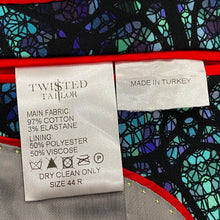 TWISTED
TAILOR
MAIN FABRIC:
97% COTTON
3% ELASTANE
LINING:
50% POLYESTER
50% VISCOSE
DRY CLEAN ONLY
SIZE 44 R
MADE IN TURKEY